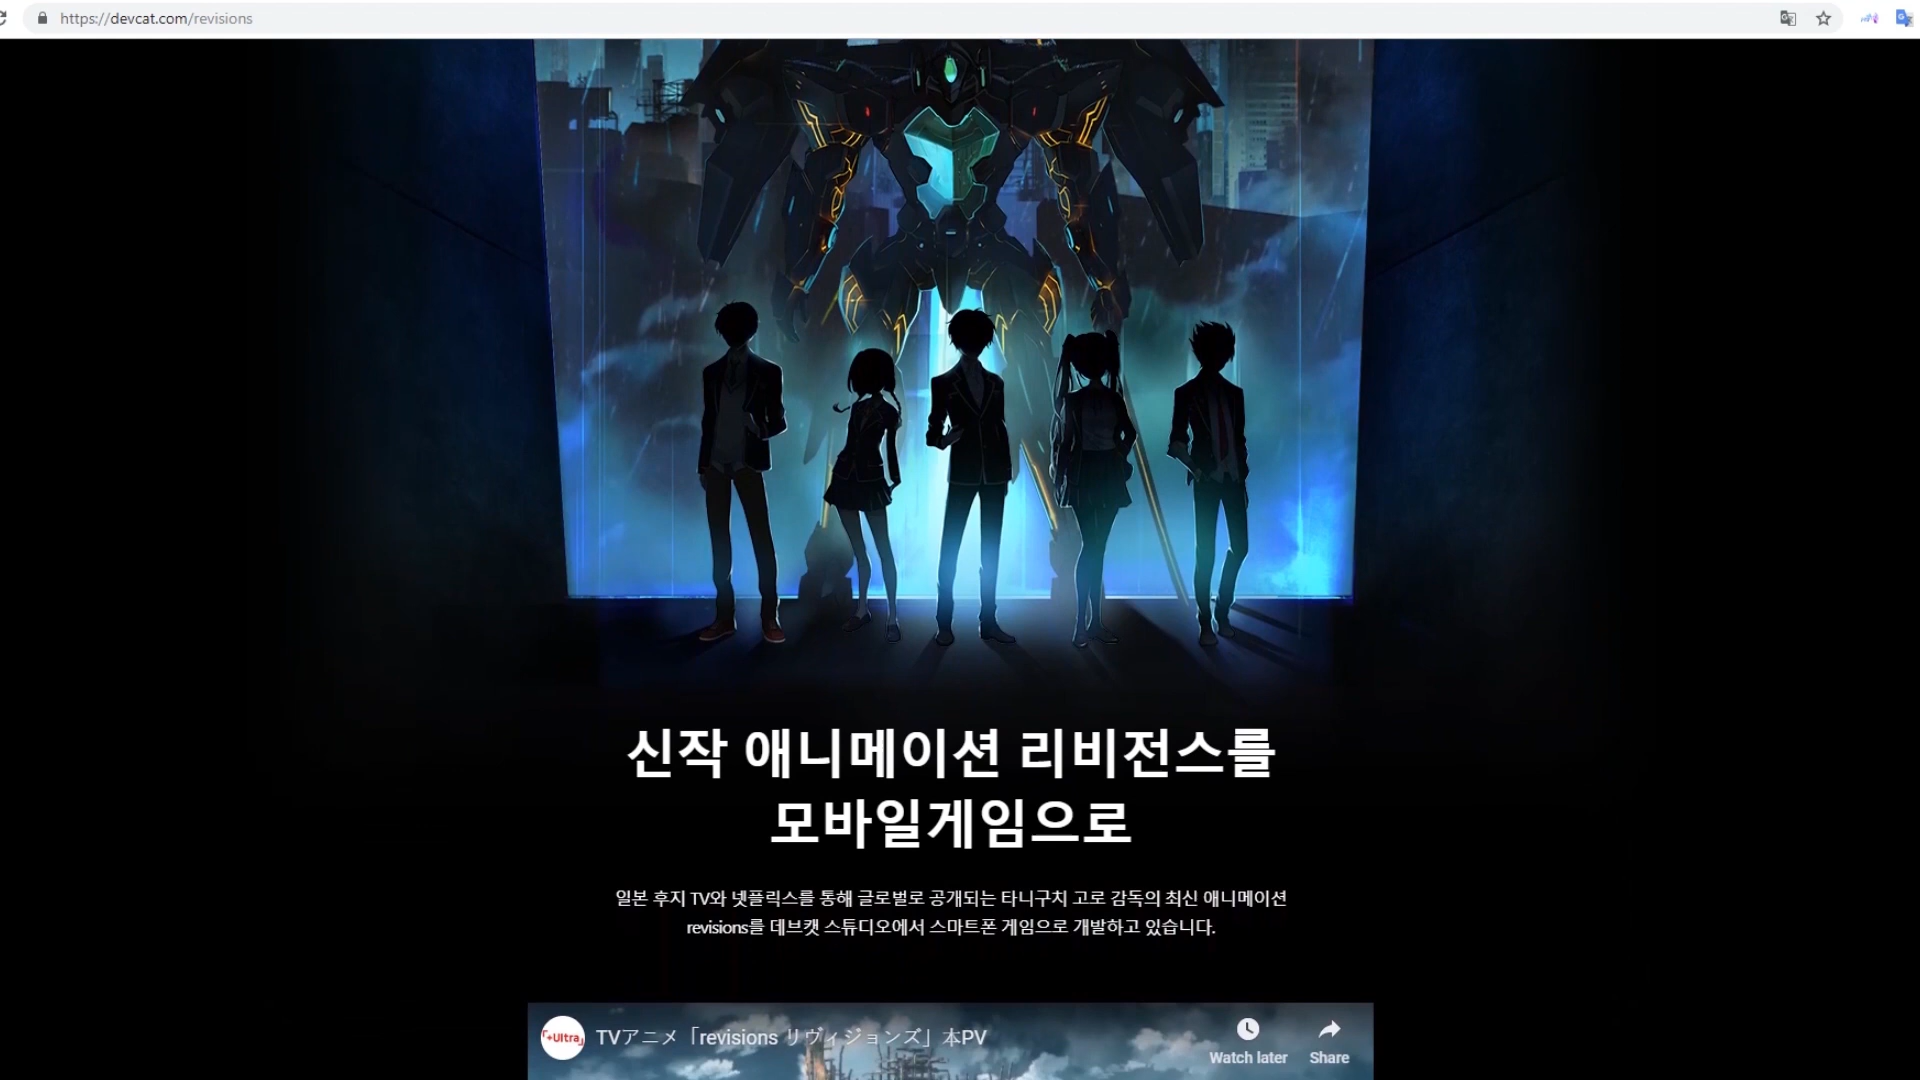 https://devcat.com/revisions
신작 애니메이션 리비전스를
모바일게임으로
일본 후지 TV와 넷플릭스를 통해 글로벌로 공개되는 타니구치 고로 감독의 최신 애니메이션
revisions를 데브캣 스튜디오에서 스마트폰 게임으로 개발하고 있습니다.
「+Ultra」 TVアニメ「revisions リヴィジョンズ」本PV
Watch later Share